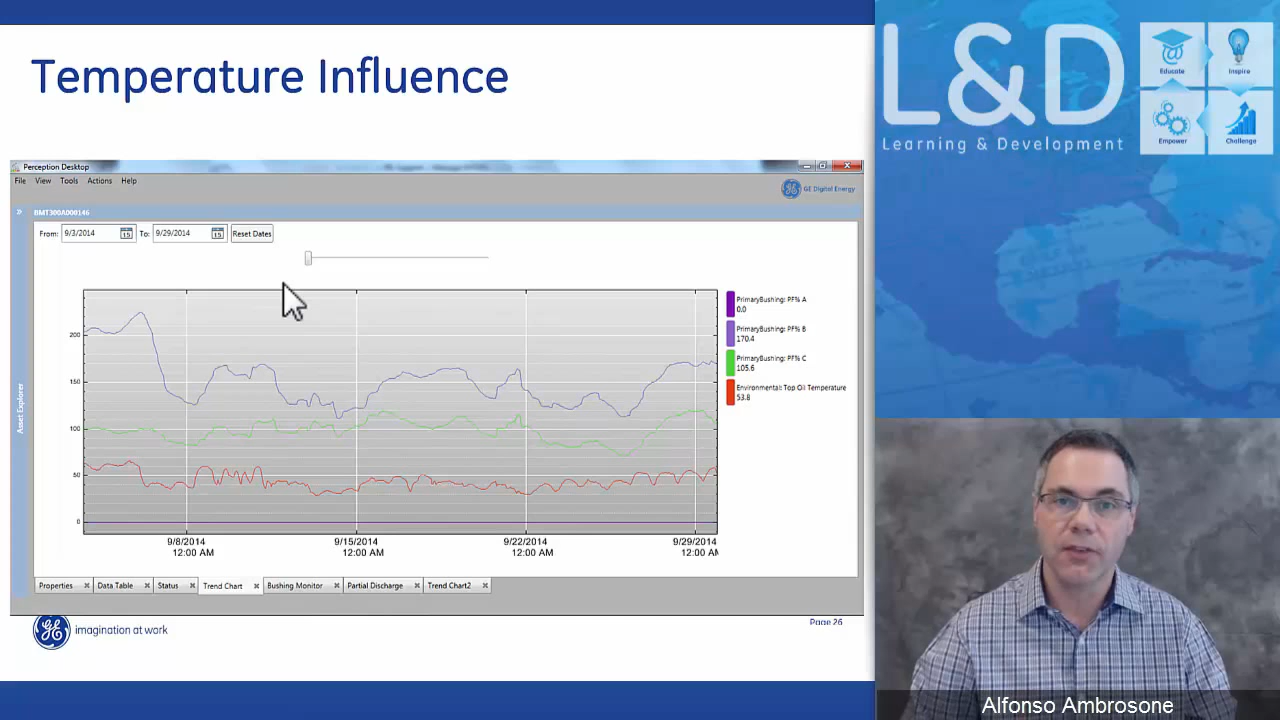 Temperature Influence
Perception Desktop
File View Tools Actions Help
GE Digital Energy
BMT300A000146
From: 9/3/2014 15 To: 9/29/2014 15 Reset Dates
Asset Explorer
200
150
100
50
0
9/8/2014 12:00 AM
9/15/2014 12:00 AM
9/22/2014 12:00 AM
9/29/2014 12:00 AM
PrimaryBushing: PF% A
0.0
PrimaryBushing: PF% B
170.4
PrimaryBushing: PF% C
105.6
Environmental: Top Oil Temperature
53.8
Properties Data Table Status Trend Chart Bushing Monitor Partial Discharge Trend Chart2
imagination at work
Page 26
L&D
Learning & Development
Educate
Inspire
Empower
Challenge
Alfonso Ambrosone